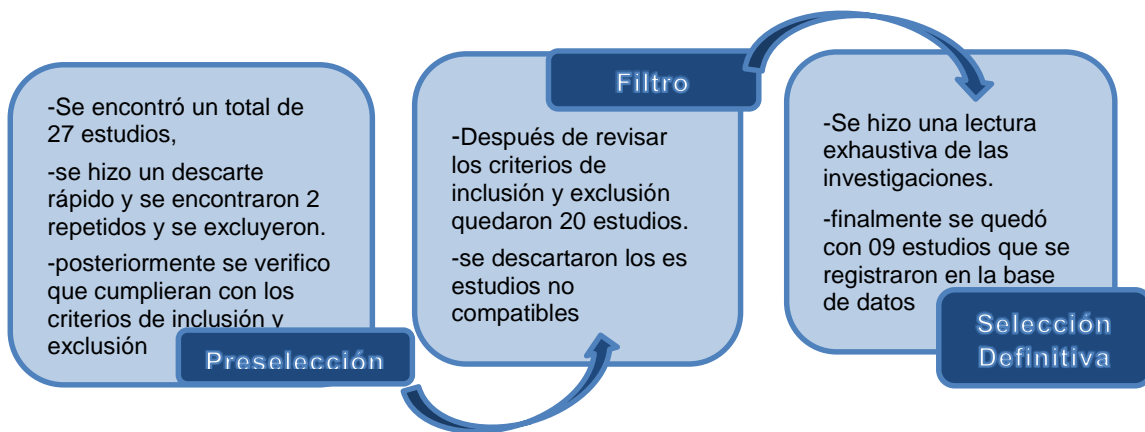 -Se encontró un total de
27 estudios,
-se hizo un descarte
rápido y se encontraron 2
repetidos y se excluyeron.
-posteriormente se verifico
que cumplieran con los
criterios de inclusión y
exclusión
Preselección
Filtro
-Después de revisar
los criterios de
inclusión y exclusión
quedaron 20 estudios.
-se descartaron los es
estudios no
compatibles
-Se hizo una lectura
exhaustiva de las
investigaciones.
-finalmente se quedó
con 09 estudios que se
registraron en la base
de datos
Selección
Definitiva